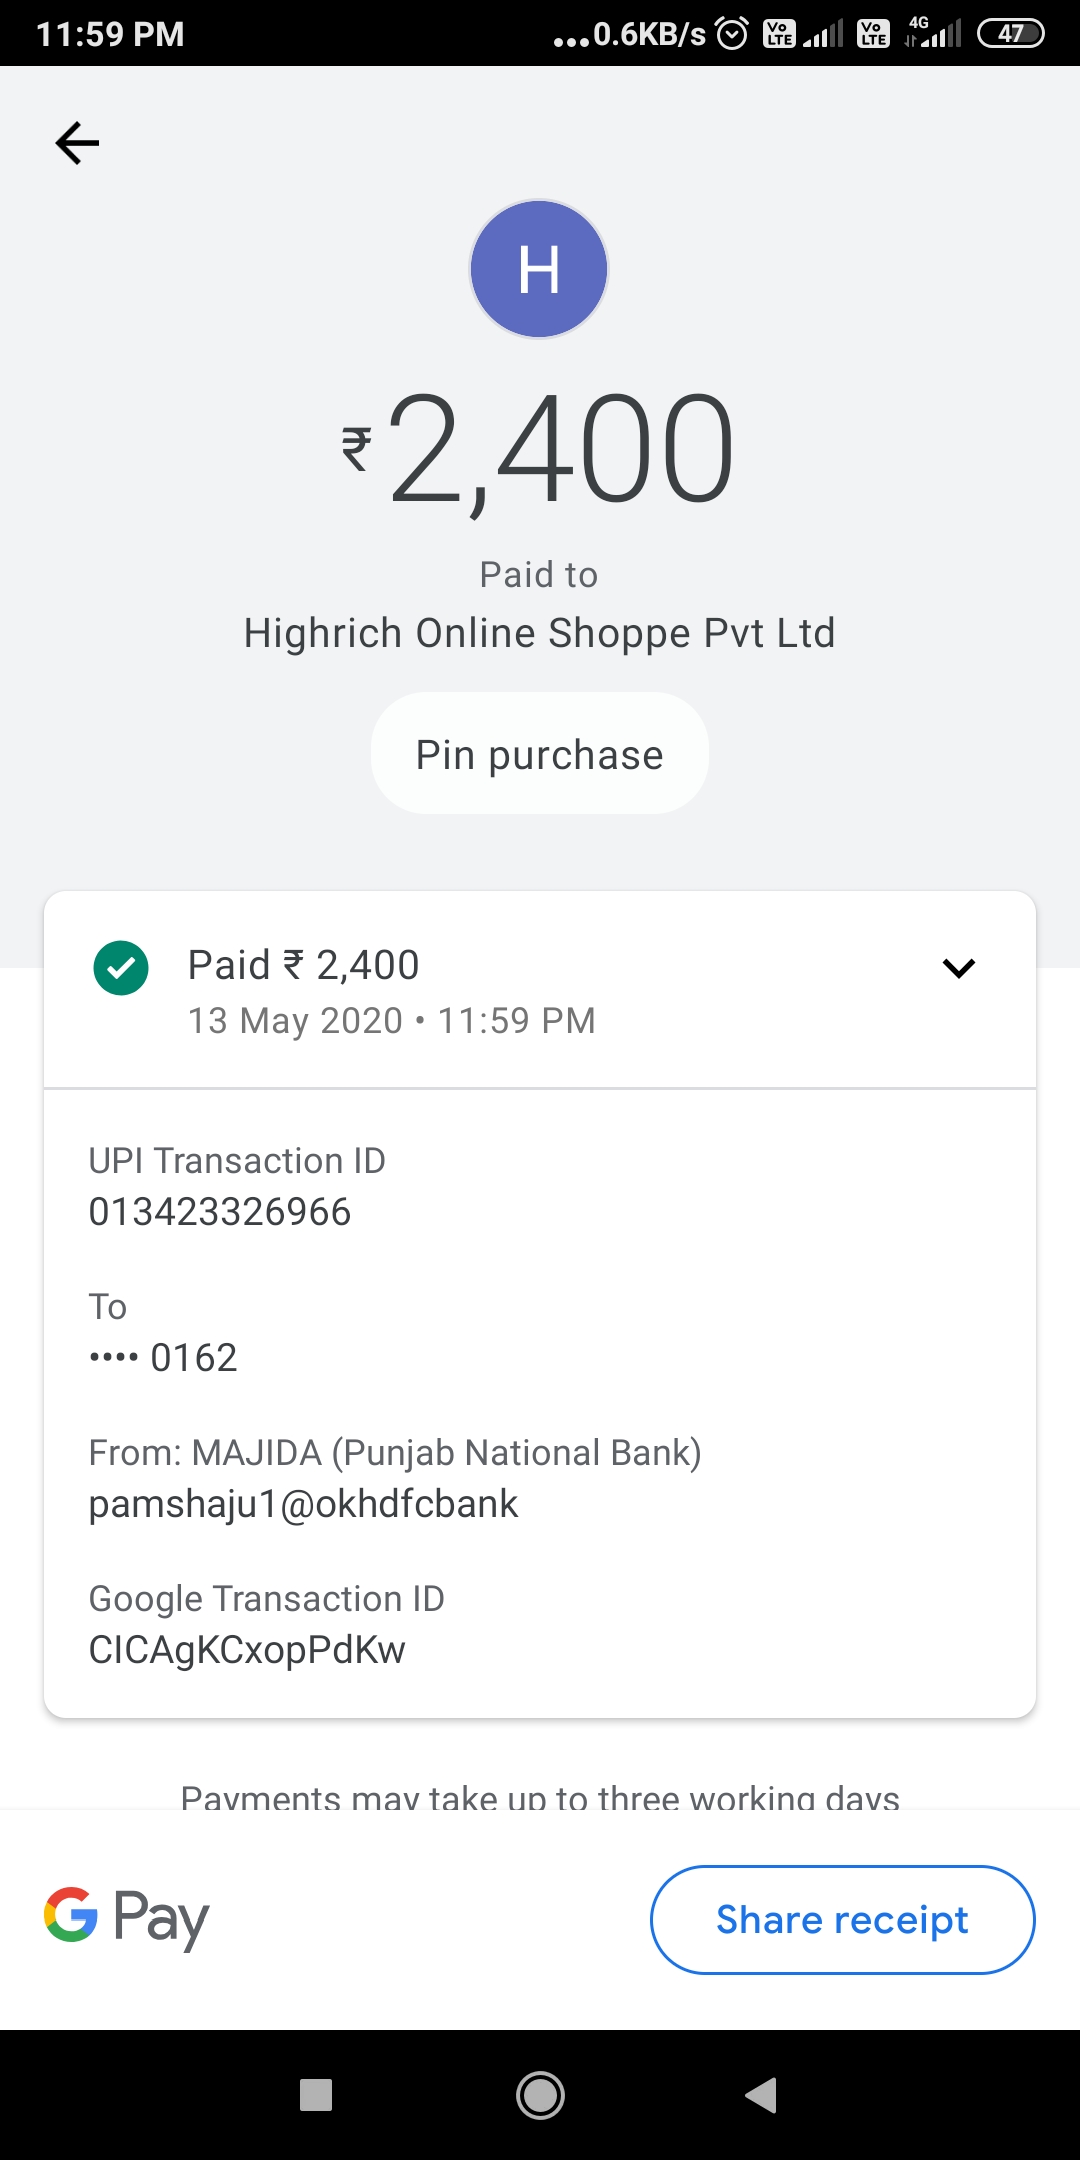 11:59 PM
...0.6KB/s Vo LTE Vo LTE 4G 47
H
₹2,400
Paid to
Highrich Online Shoppe Pvt Ltd
Pin purchase
Paid ₹ 2,400
13 May 2020 • 11:59 PM
UPI Transaction ID
013423326966
To
•••• 0162
From: MAJIDA (Punjab National Bank)
pamshaju1@okhdfcbank
Google Transaction ID
CICAgKCxopPdKw
Payments may take up to three working days
G Pay
Share receipt